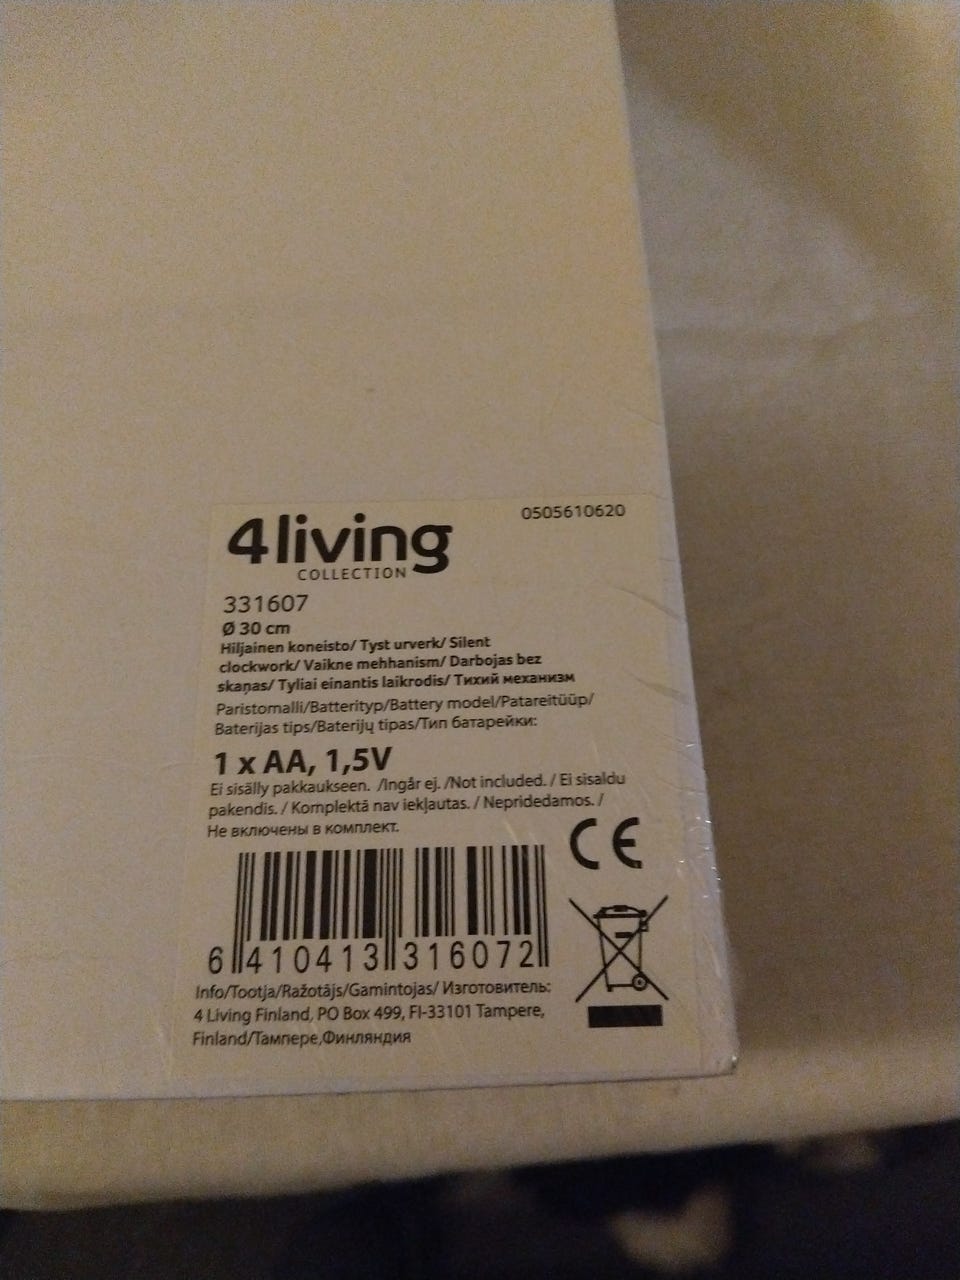 4living
COLLECTION
0505610620
331607
Ø 30 cm
Hiljainen koneisto/ Tyst urverk/ Silent
clockwork/ Vaikne mehhanism/ Darbojas bez
skaņas/ Tyliai einantis laikrodis/ Тихий механизм
Paristomalli/Batterityp/Battery model/Patareitüüp/
Baterijas tips/Baterijų tipas/Тип батарейки:
1 x AA, 1,5V
Ei sisälly pakkaukseen. /Ingår ej. /Not included. / Ei sisaldu
pakendis. / Komplektā nav iekļautas. / Nepridedamos. /
Не включены в комплект.
CE
6 410413 316072
Info/Tootja/Ražotājs/Gamintojas/ Изготовитель:
4 Living Finland, PO Box 499, FI-33101 Tampere,
Finland/Тампере,Финляндия